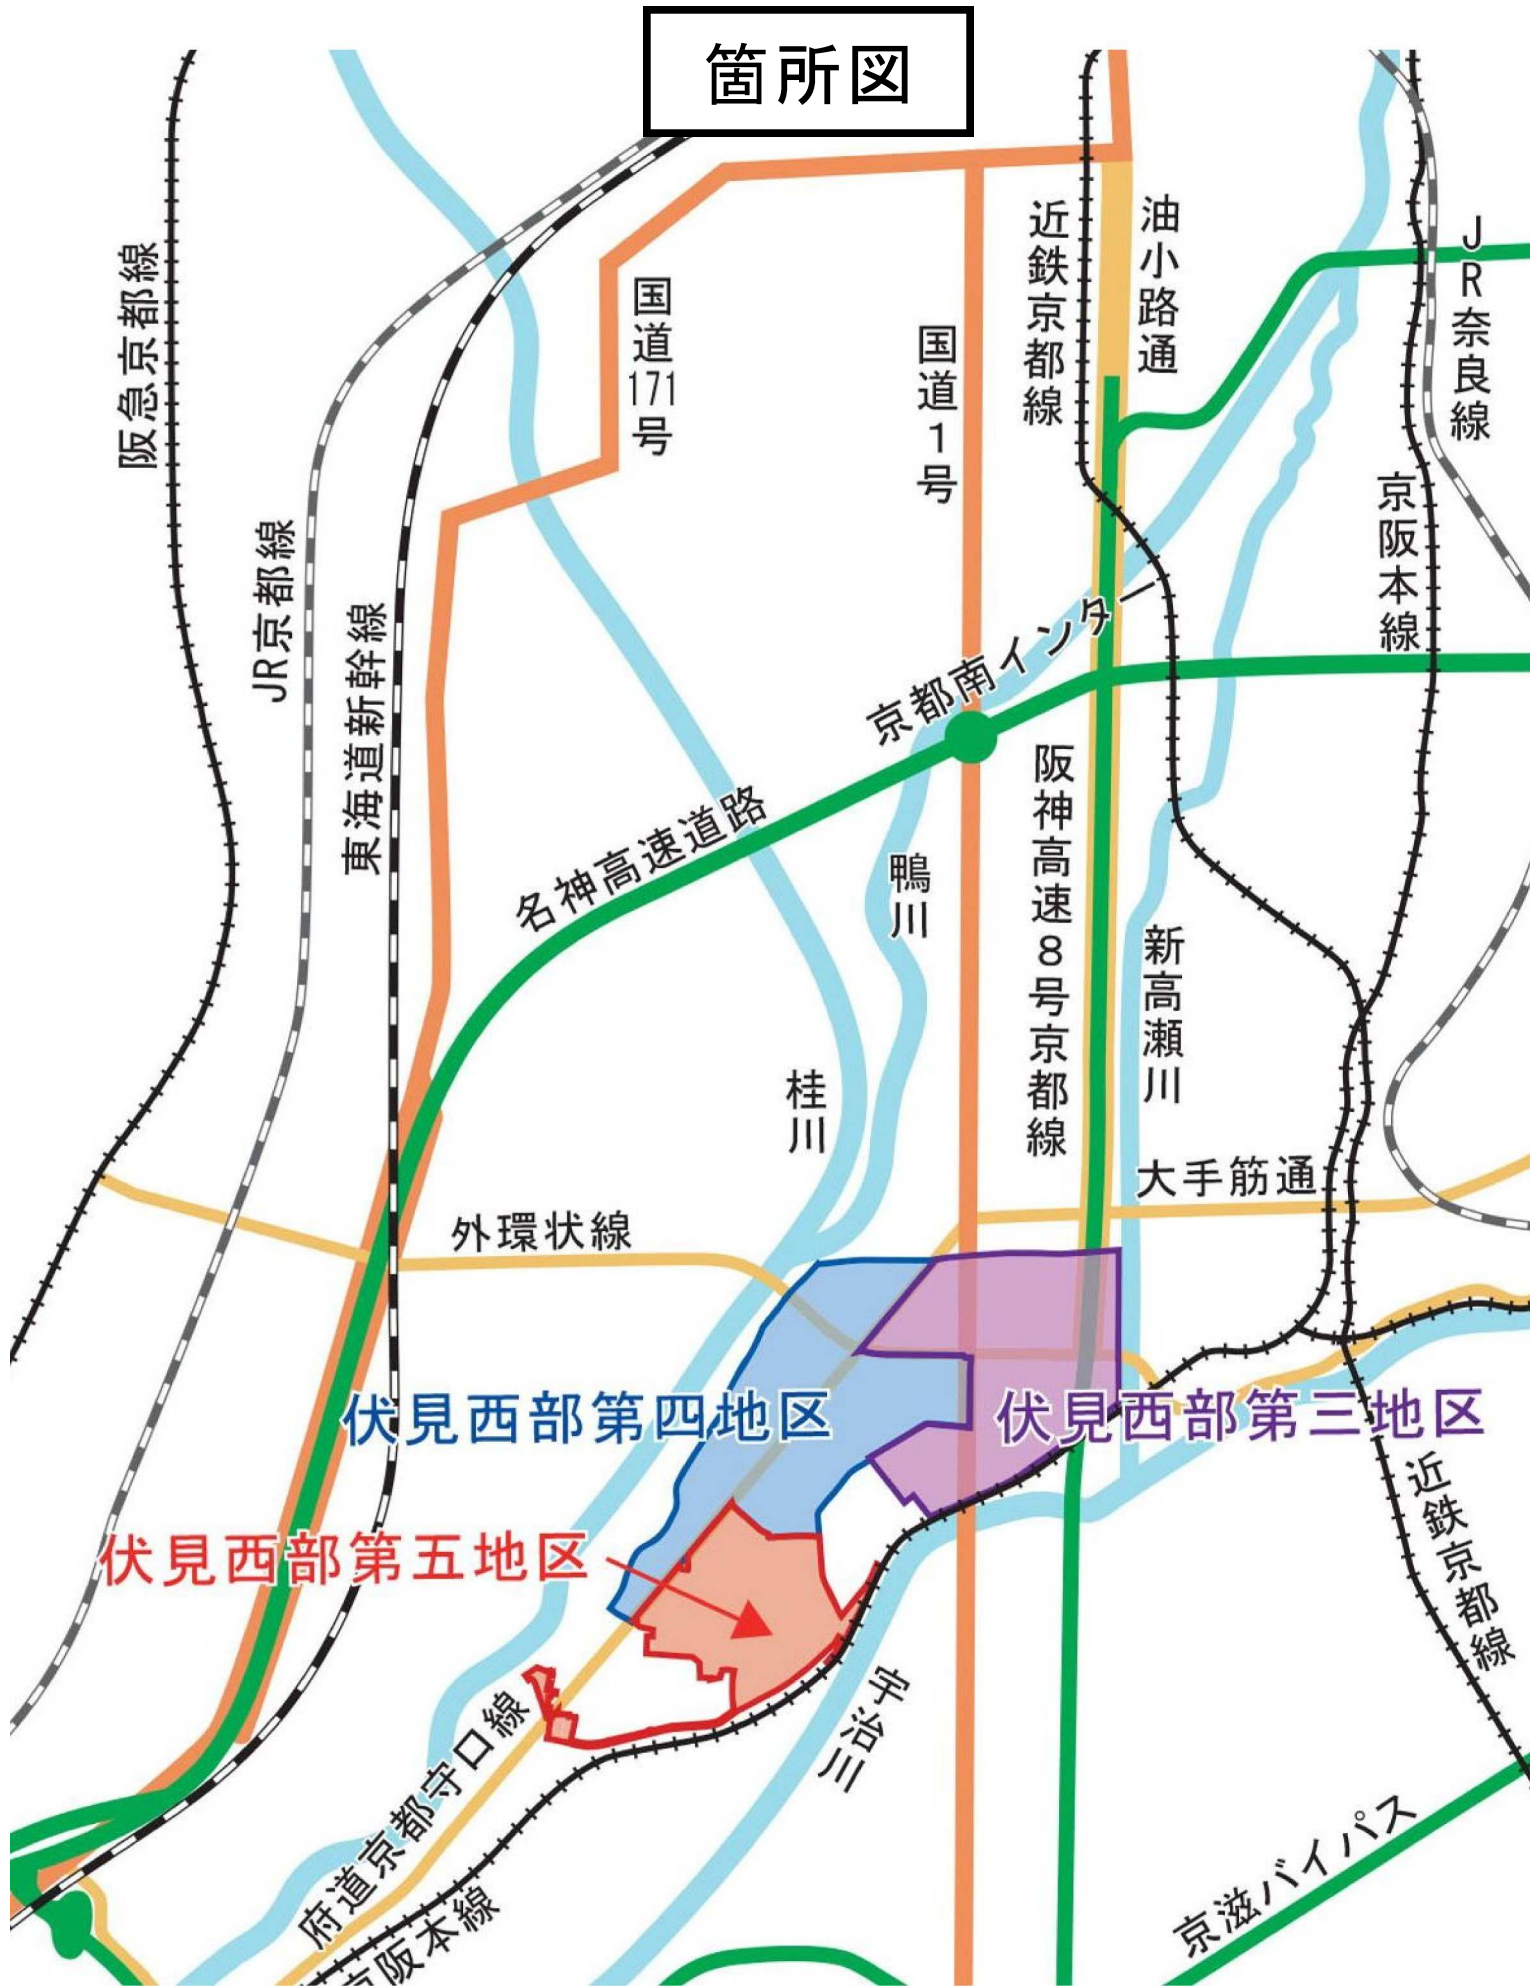 箇所図
阪急京都線
JR京都線
東海道新幹線
国道171号
国道1号
近鉄京都線
油小路通
JR奈良線
京阪本線
京都南インター
名神高速道路
鴨川
阪神高速8号京都線
新高瀬川
桂川
大手筋通
外環状線
伏見西部第四地区
伏見西部第三地区
伏見西部第五地区
近鉄京都線
宇治川
府道京都守口線
京阪本線
京滋バイパス